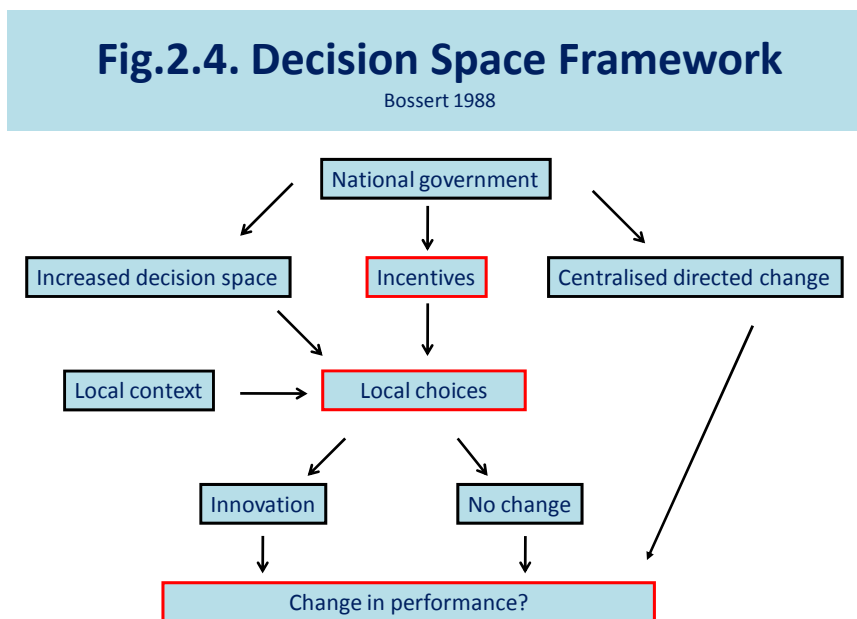 Fig.2.4. Decision Space Framework
Bossert 1988
National government
Increased decision space
Incentives
Centralised directed change
Local context
Local choices
Innovation
No change
Change in performance?